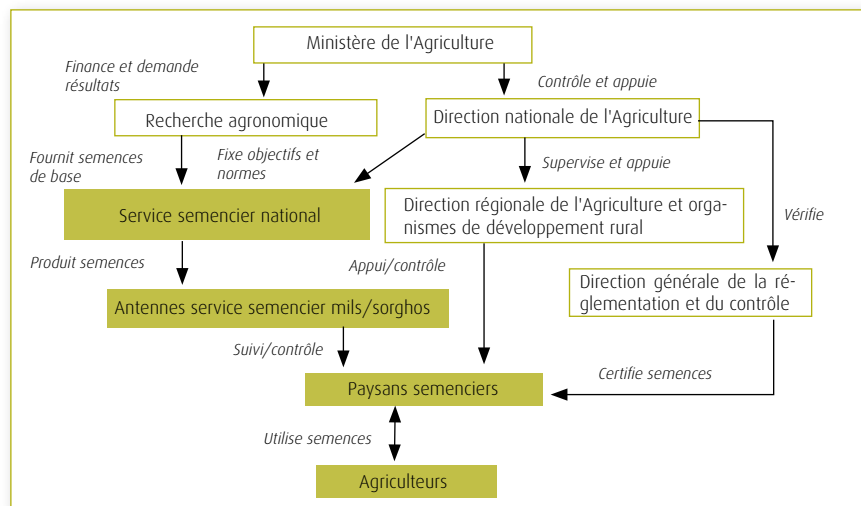 Ministère de l'Agriculture
Finance et demande
résultats
Contrôle et appuie
Recherche agronomique
Direction nationale de l'Agriculture
Fournit semences
de base
Fixe objectifs et
normes
Supervise et appuie
Service semencier national
Direction régionale de l'Agriculture et orga-
nismes de développement rural
Vérifie
Produit semences
Appui/contrôle
Direction générale de la ré-
glementation et du contrôle
Antennes service semencier mils/sorghos
Suivi/contrôle
Certifie semences
Paysans semenciers
Utilise semences
Agriculteurs